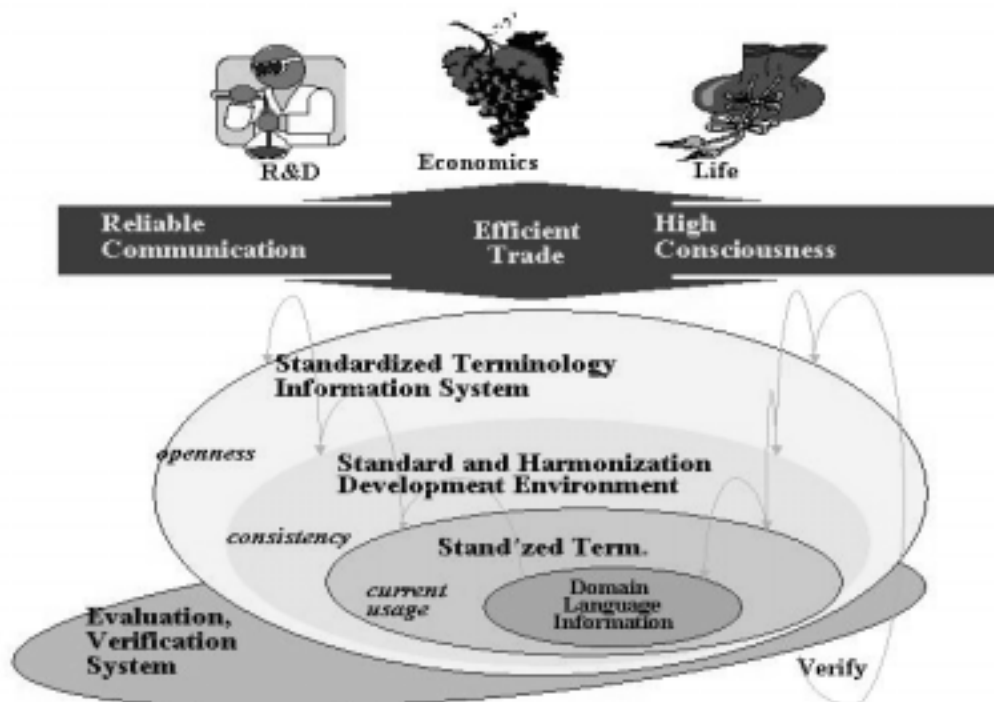 R&D
Economics
Life
Reliable
Communication
Efficient
Trade
High
Consciousness
Standardized Terminology
Information System
openness
Standard and Harmonization
Development Environment
consistency
Stand'zed Term.
current
usage
Domain
Language
Information
Evaluation,
Verification
System
Verify